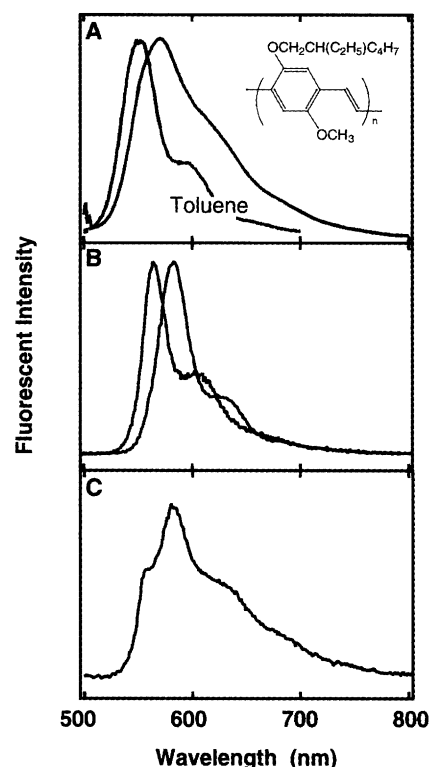 A
OCH2CH(C2H5)C4H7
n
OCH3
Toluene
B
C
Fluorescent Intensity
500 600 700 800
Wavelength (nm)